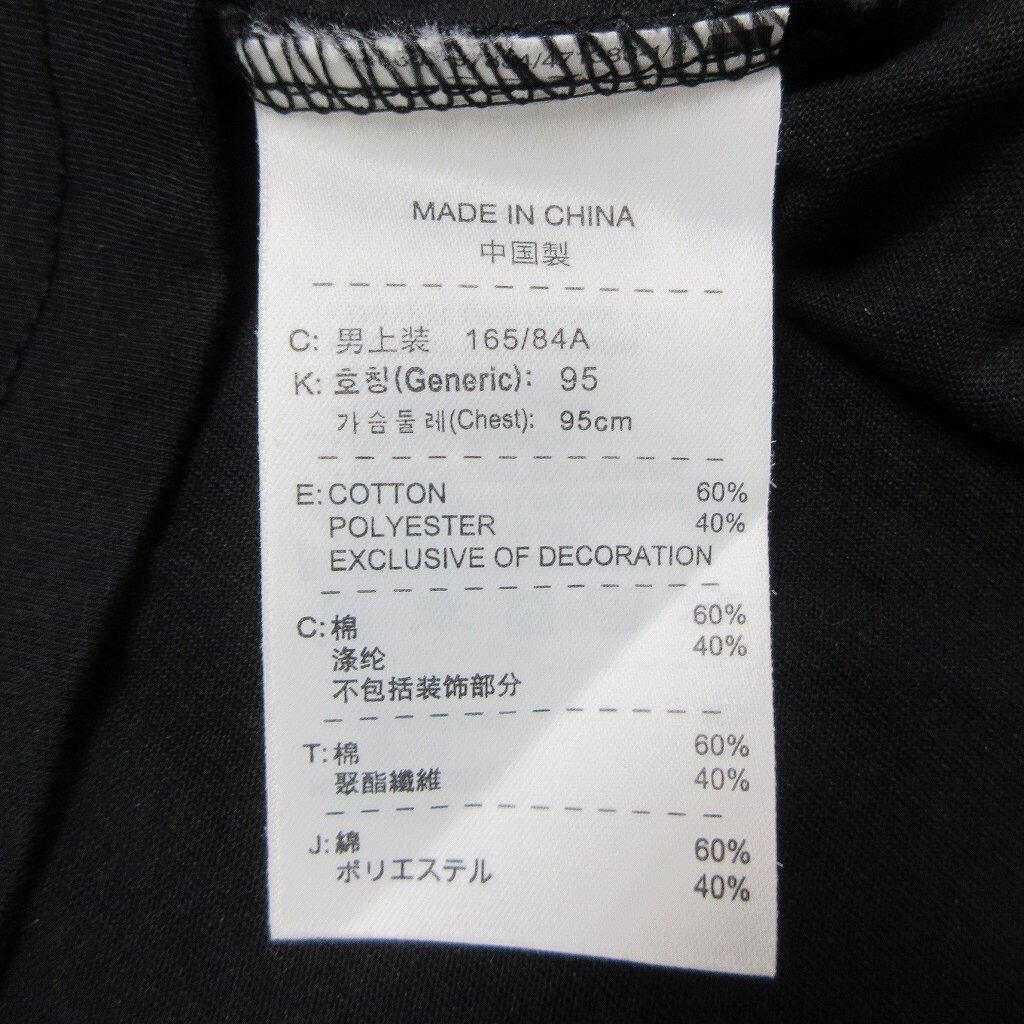 MADE IN CHINA
中国製
C: 男上装 165/84A
K: 호칭(Generic): 95
가슴둘레(Chest): 95cm
E: COTTON 60%
POLYESTER 40%
EXCLUSIVE OF DECORATION
C: 棉 60%
涤纶 40%
不包括装饰部分
T: 棉 60%
聚酯纖維 40%
J: 綿 60%
ポリエステル 40%